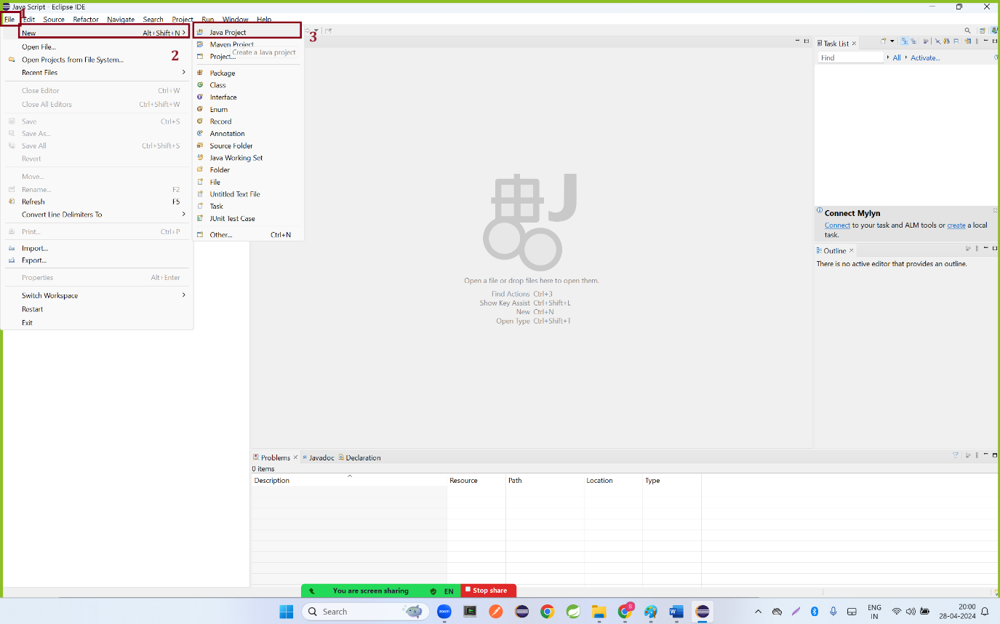 Java Script - Eclipse IDE
File Edit Source Refactor Navigate Search Project Run Window Help
1
New Alt+Shift+N
Open File...
2
Open Projects from File System...
Recent Files
Close Editor Ctrl+W
Close All Editors Ctrl+Shift+W
Save Ctrl+S
Save As...
Save All Ctrl+Shift+S
Revert
Move...
Rename... F2
Refresh F5
Convert Line Delimiters To
Print... Ctrl+P
Import...
Export...
Properties Alt+Enter
Switch Workspace
Restart
Exit
Java Project
3
Maven Project
Project...
Create a Java project
Package
Class
Interface
Enum
Record
Annotation
Source Folder
Java Working Set
Folder
File
Untitled Text File
Task
JUnit Test Case
Other... Ctrl+N
Open a file or drop files here to open them.
Find Actions Ctrl+3
Show Key Assist Ctrl+Shift+L
New Ctrl+N
Open Type Ctrl+Shift+T
Task List
Find All Activate...
Connect Mylyn
Connect to your task and ALM tools or create a local
task.
Outline
There is no active editor that provides an outline.
Problems Javadoc Declaration
0 items
Description Resource Path Location Type
You are screen sharing EN Stop share
Search
zoom
S
W
ENG
IN
20:00
28-04-2024